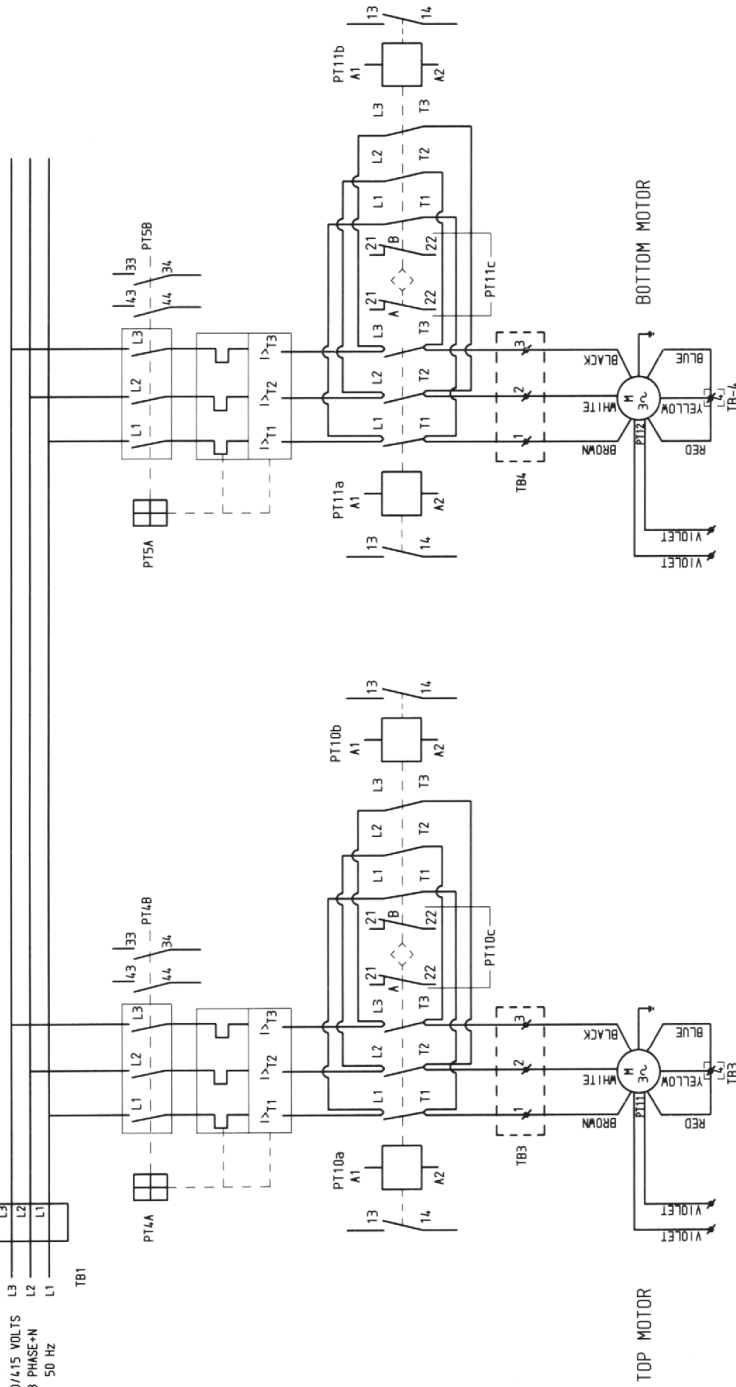 0/415 VOLTS
3 PHASE+N
50 Hz
L3
L2
L1
L3
L2
L1
TB1
PT4A
L1
L2
L3
43
44
33
34
PT4B
I>T1
I>T2
I>T3
13
14
PT10a
A1
A2
L1
L2
L3
T1
T2
T3
21
22
A
21
22
B
PT10c
L1
L2
L3
T1
T2
T3
PT10b
A1
A2
13
14
TB3
1
2
3
BROWN
WHITE
BLACK
TOP MOTOR
VIOLET
VIOLET
PT11
M
3~
RED
YELLOW
BLUE
4
TB3
PT5A
L1
L2
L3
43
44
33
34
PT5B
I>T1
I>T2
I>T3
13
14
PT11a
A1
A2
L1
L2
L3
T1
T2
T3
21
22
A
21
22
B
PT11c
L1
L2
L3
T1
T2
T3
PT11b
A1
A2
13
14
TB4
1
2
3
BROWN
WHITE
BLACK
VIOLET
VIOLET
PT12
M
3~
RED
YELLOW
BLUE
4
TB-4
BOTTOM MOTOR